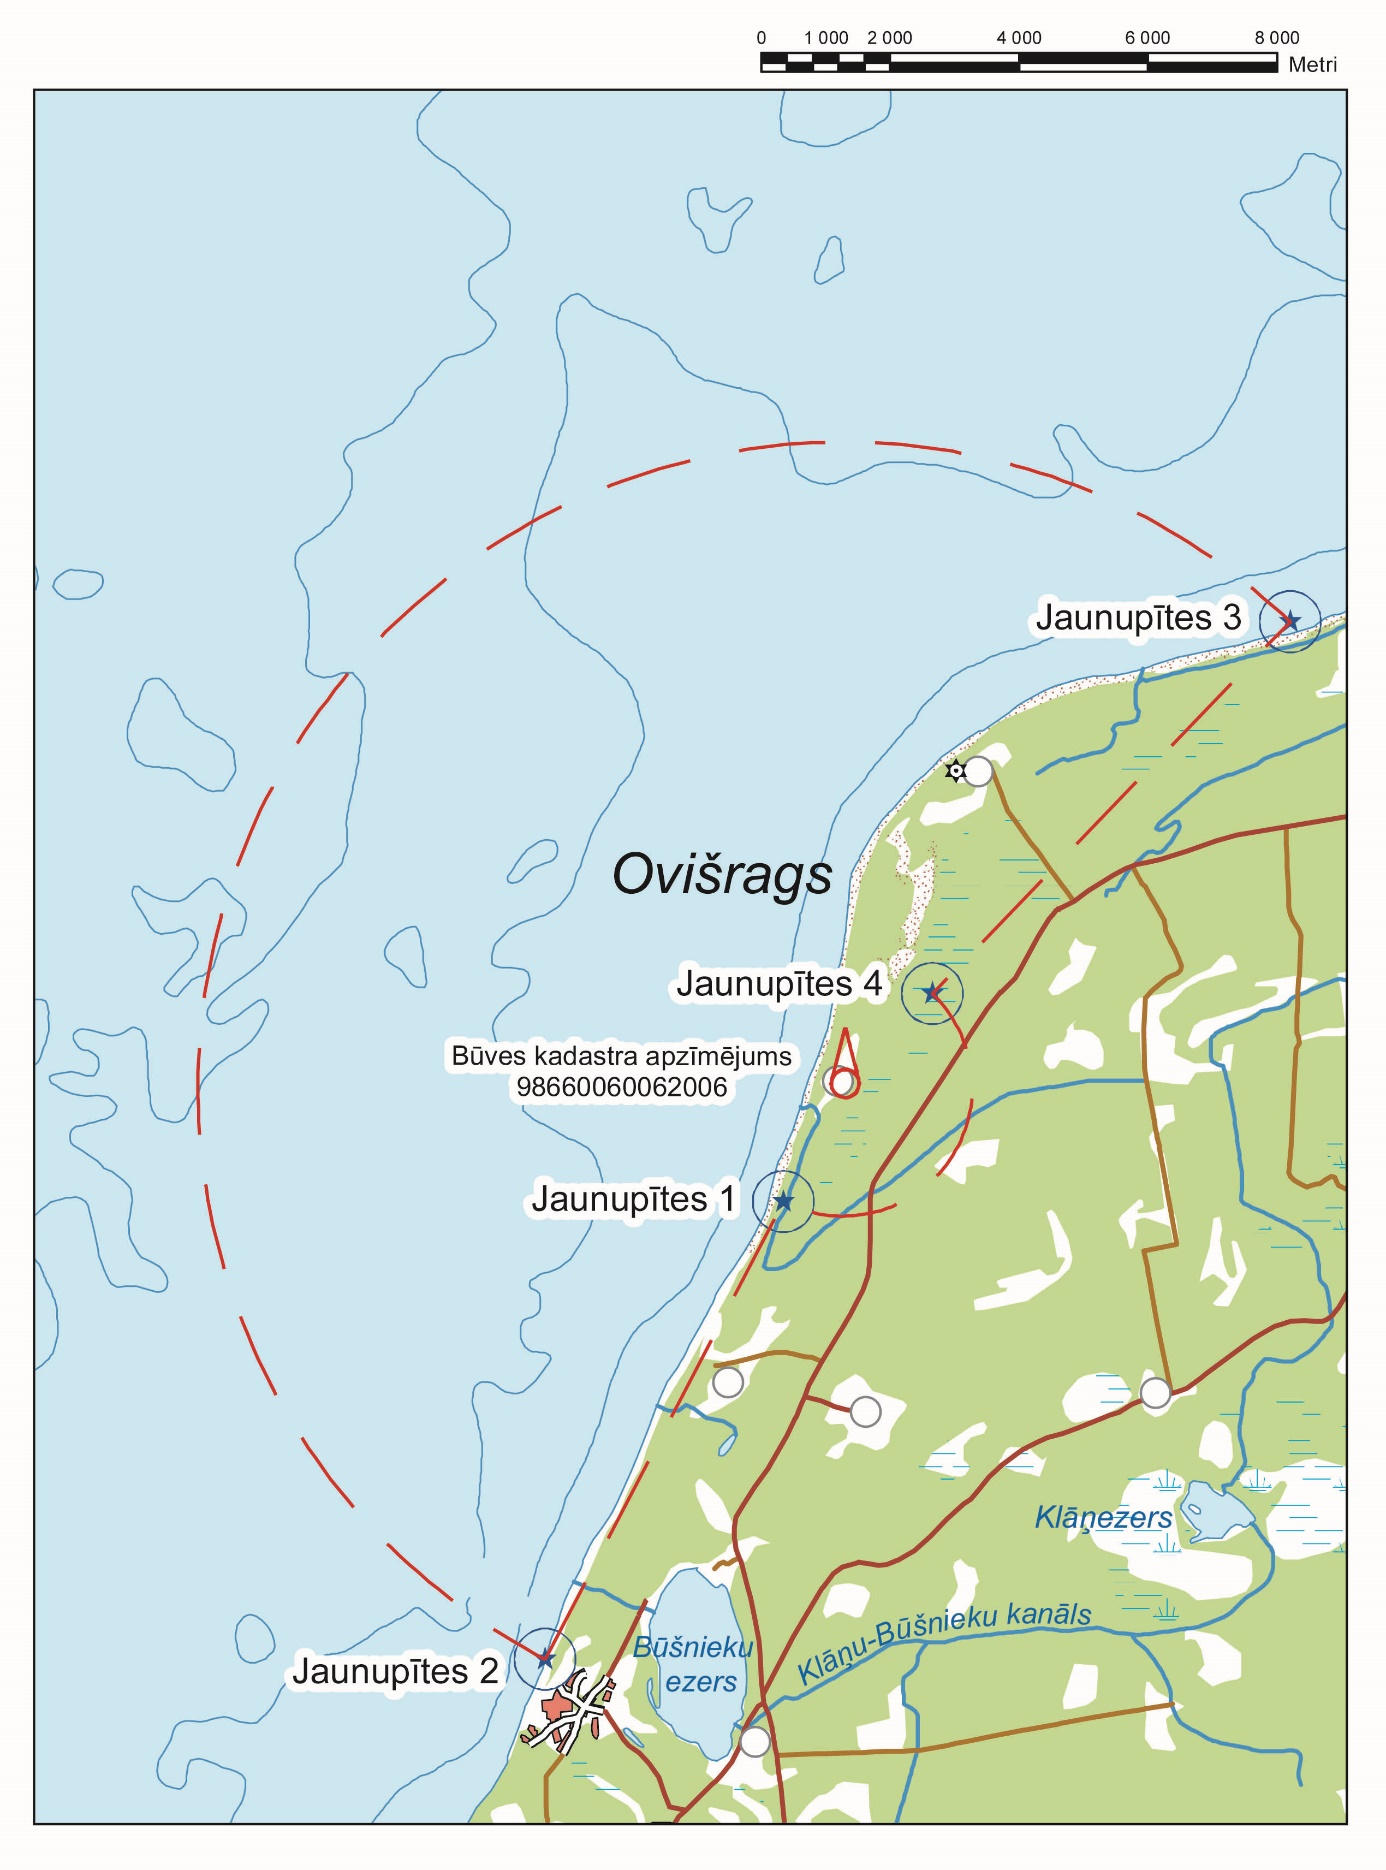 0 1 000 2 000 4 000 6 000 8 000
Metri
Jaunupītes 3
Ovišrags
Jaunupītes 4
Būves kadastra apzīmējums
98660060062006
Jaunupītes 1
Klāņezers
Klāņu-Būšnieku kanāls
Būšnieku
ezers
Jaunupītes 2